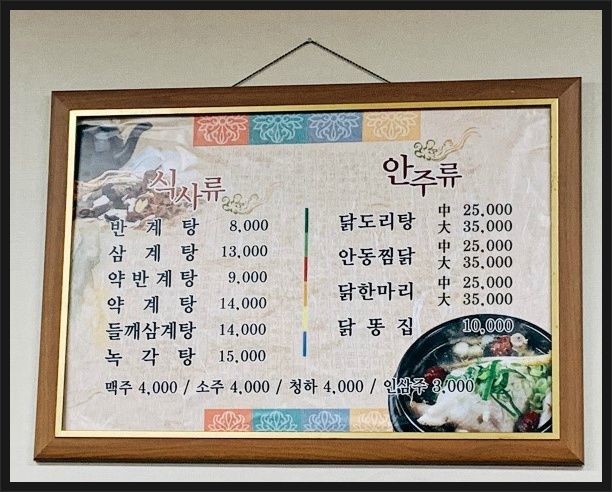 식사류
반계탕 8,000
삼계탕 13,000
약반계탕 9,000
약계탕 14,000
들깨삼계탕 14,000
녹각탕 15,000
안주류
닭도리탕 中 25,000
大 35,000
안동찜닭 中 25,000
大 35,000
닭한마리 中 25,000
大 35,000
닭똥집 10,000
맥주 4,000 / 소주 4,000 / 청하 4,000 / 인삼주 3,000